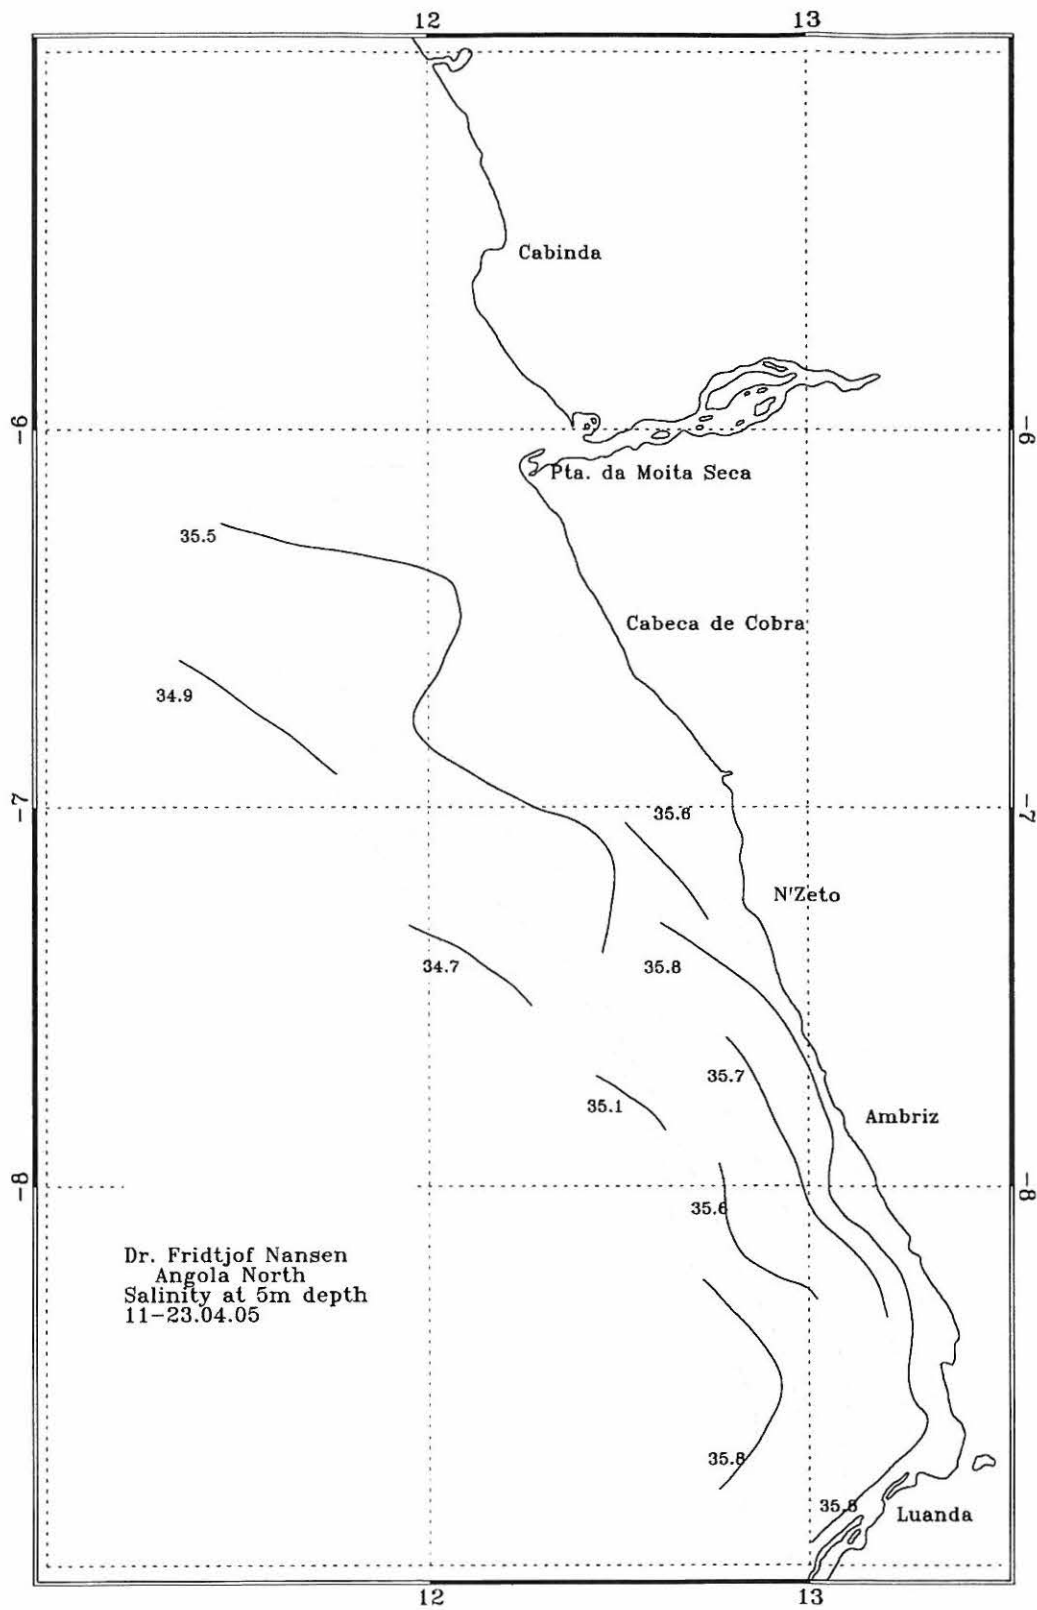 12 13
Cabinda
-6 -6
Pta. da Moita Seca
35.5
Cabeca de Cobra
34.9
-7 -7
35.6
N'Zeto
34.7 35.8
35.7
35.1
Ambriz
-8 -8
35.6
Dr. Fridtjof Nansen
Angola North
Salinity at 5m depth
11-23.04.05
35.8
35.8
Luanda
12 13